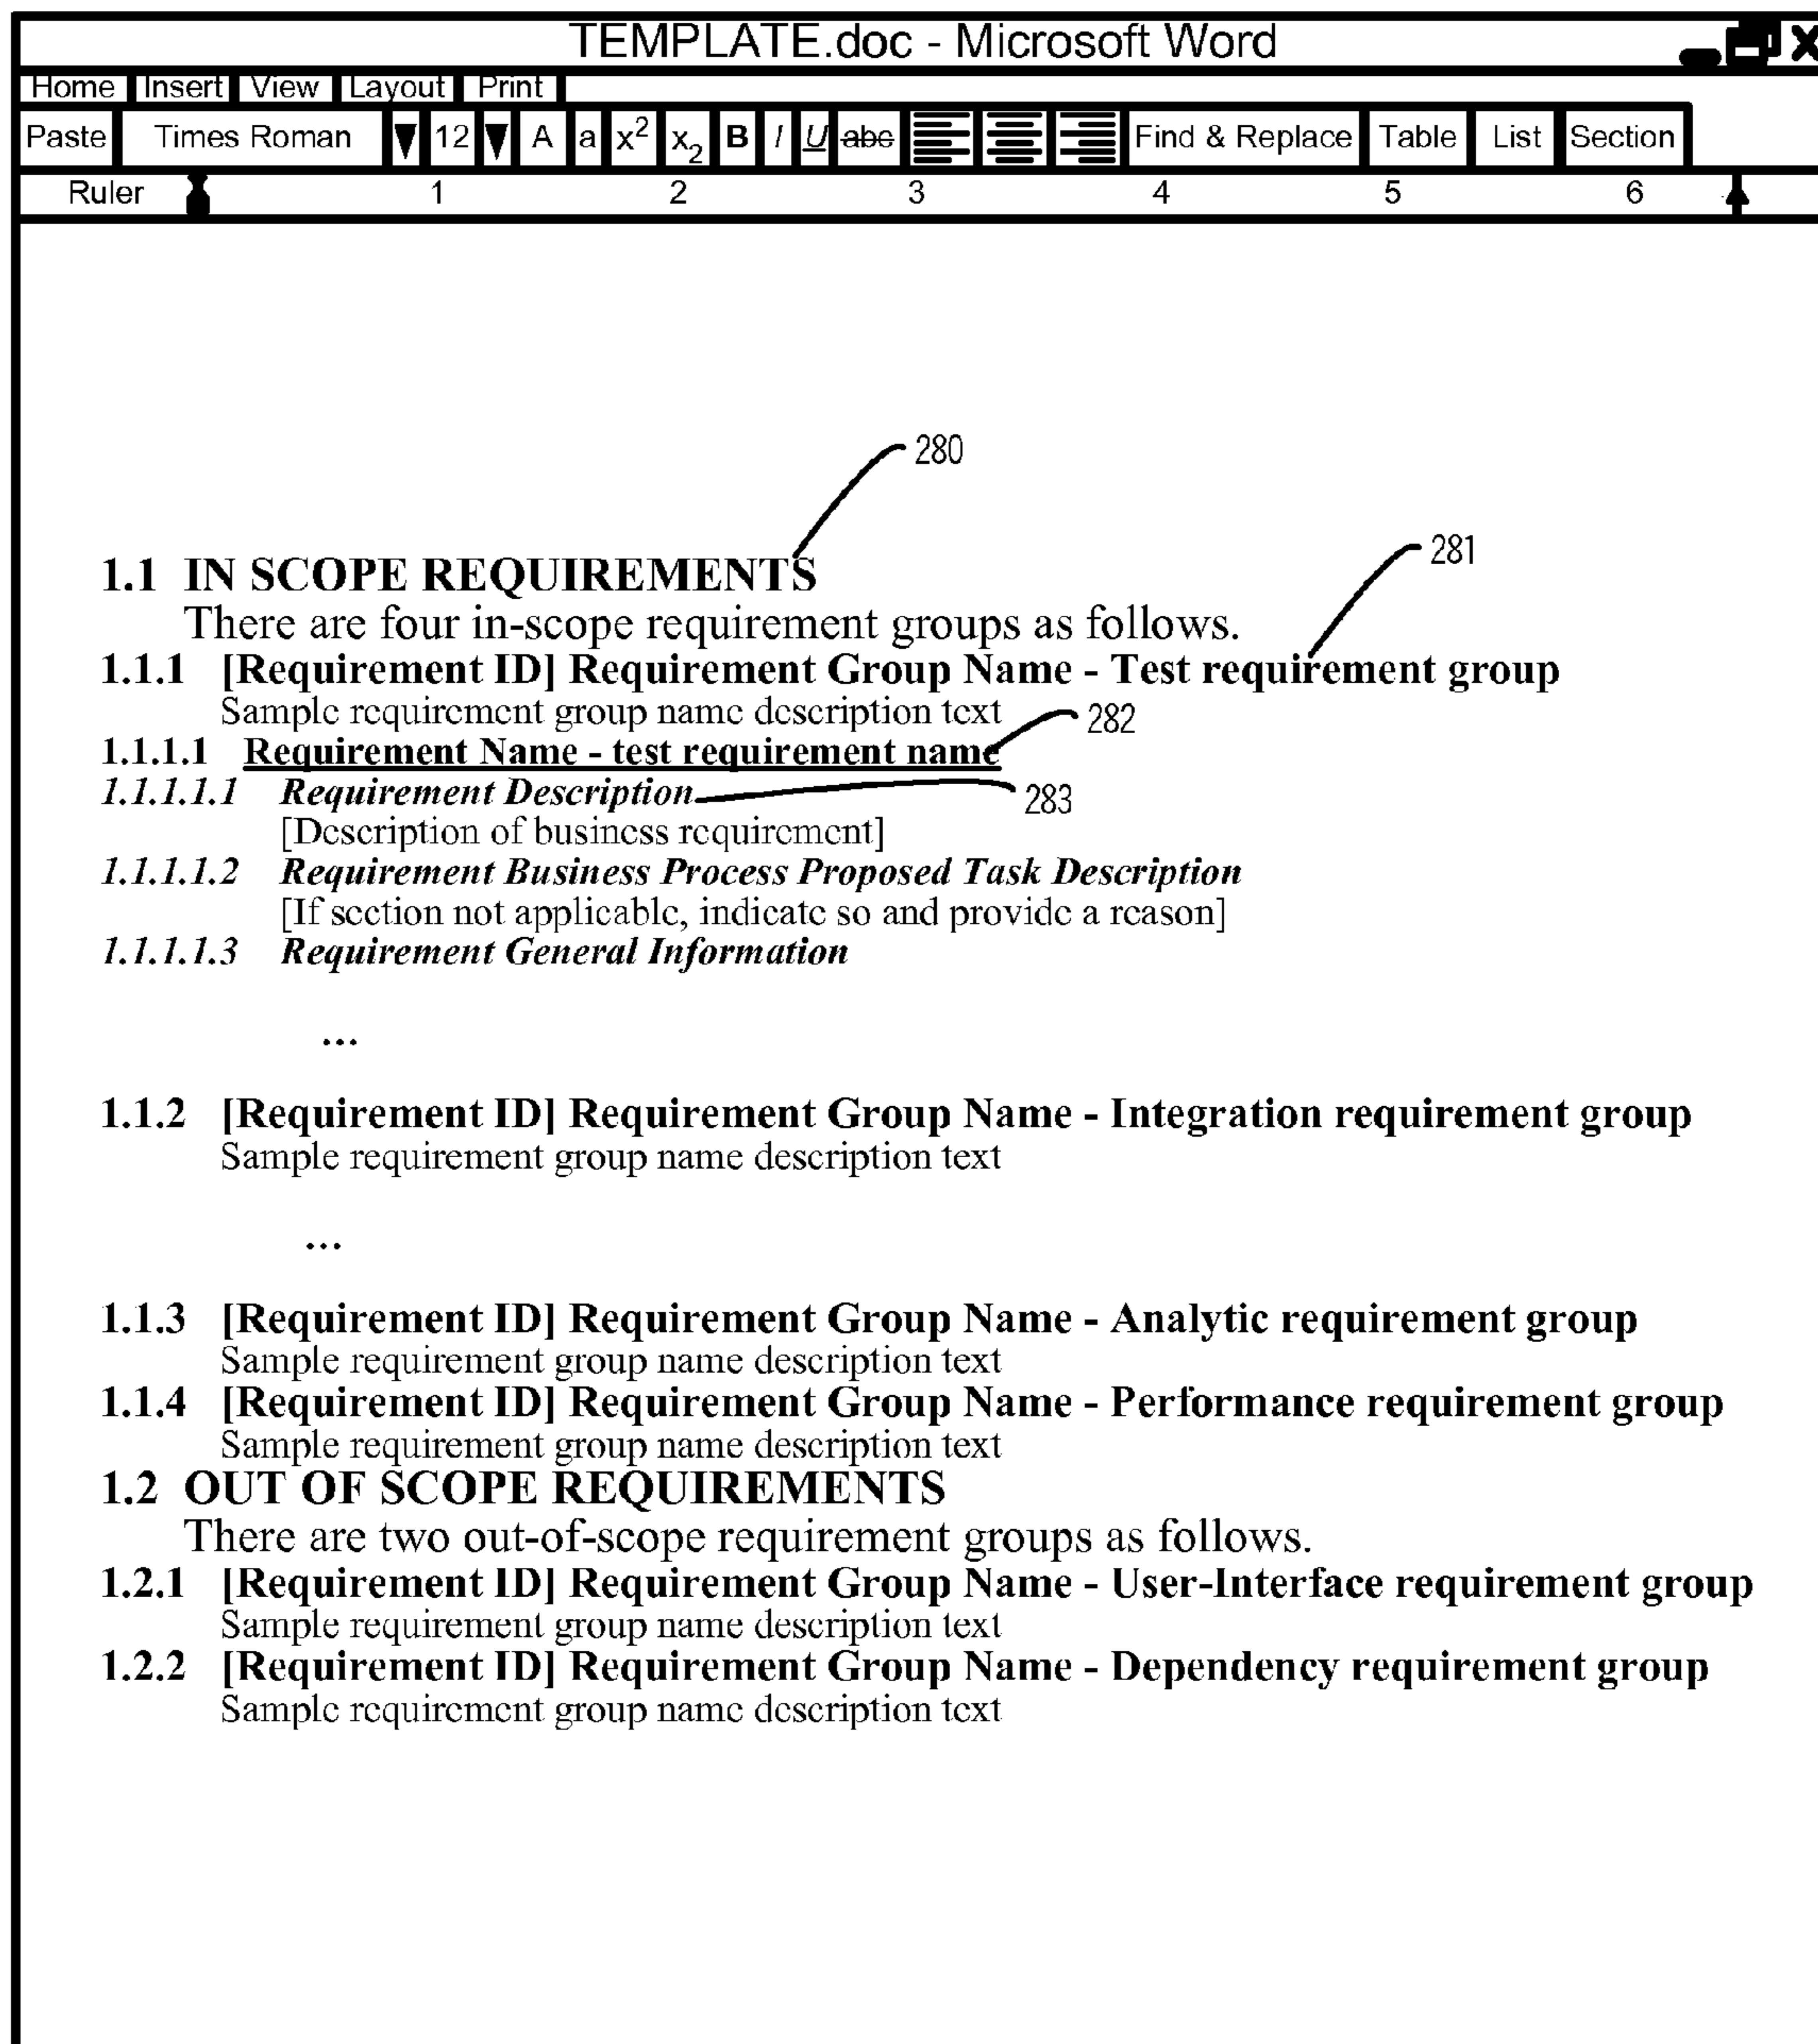 TEMPLATE.doc - Microsoft Word
Home Insert View Layout Print
Paste Times Roman 12 A a x² x₂ B I U abc Find & Replace Table List Section
Ruler 1 2 3 4 5 6
280
281
1.1 IN SCOPE REQUIREMENTS
There are four in-scope requirement groups as follows.
1.1.1 [Requirement ID] Requirement Group Name - Test requirement group
Sample requirement group name description text
282
1.1.1.1 Requirement Name - test requirement name
1.1.1.1.1 Requirement Description
283
[Description of business requirement]
1.1.1.1.2 Requirement Business Process Proposed Task Description
[If section not applicable, indicate so and provide a reason]
1.1.1.1.3 Requirement General Information
...
1.1.2 [Requirement ID] Requirement Group Name - Integration requirement group
Sample requirement group name description text
...
1.1.3 [Requirement ID] Requirement Group Name - Analytic requirement group
Sample requirement group name description text
1.1.4 [Requirement ID] Requirement Group Name - Performance requirement group
Sample requirement group name description text
1.2 OUT OF SCOPE REQUIREMENTS
There are two out-of-scope requirement groups as follows.
1.2.1 [Requirement ID] Requirement Group Name - User-Interface requirement group
Sample requirement group name description text
1.2.2 [Requirement ID] Requirement Group Name - Dependency requirement group
Sample requirement group name description text